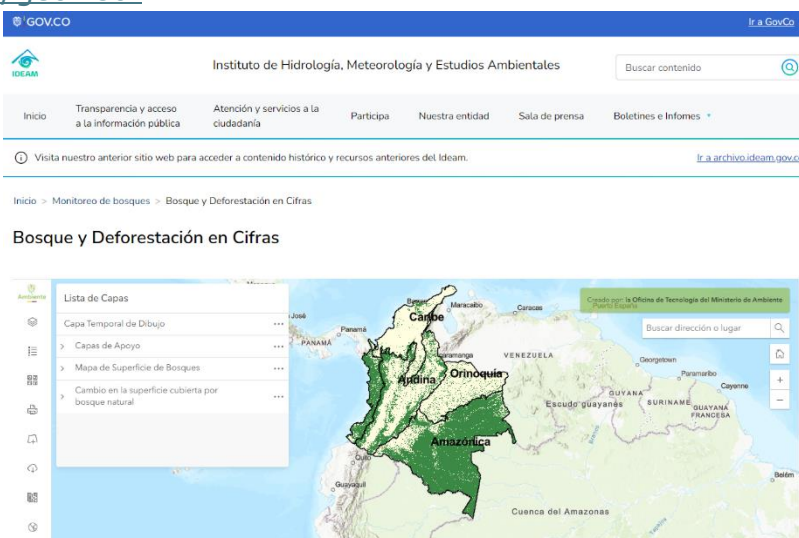 GOV.CO
Ir a GovCo
IDEAM
Instituto de Hidrología, Meteorología y Estudios Ambientales
Buscar contenido
Inicio
Transparencia y acceso
a la información pública
Atención y servicios a la
ciudadanía
Participa
Nuestra entidad
Sala de prensa
Boletines e Infomes
Visita nuestro anterior sitio web para acceder a contenido histórico y recursos anteriores del Ideam.
Ir a archivo.ideam.gov.co
Inicio > Monitoreo de bosques > Bosque y Deforestación en Cifras
Bosque y Deforestación en Cifras
Ambiente
Lista de Capas
Capa Temporal de Dibujo
Capas de Apoyo
Mapa de Superficie de Bosques
Cambio en la superficie cubierta por
bosque natural
Creado por: la Oficina de Tecnología del Ministerio de Ambiente
Puerto España
Buscar dirección o lugar
José
Panamá
PANAMÁ
Caribe
Maracaibo
Caracas
VENEZUELA
Andina
Orinoquía
Amazónica
Quito
Guayaquil
Georgetown
Paramaribo
Cayenne
GUYANA
Escudo guayanés
SURINAME
GUAYANA
FRANCESA
Belém
Cuenca del Amazonas